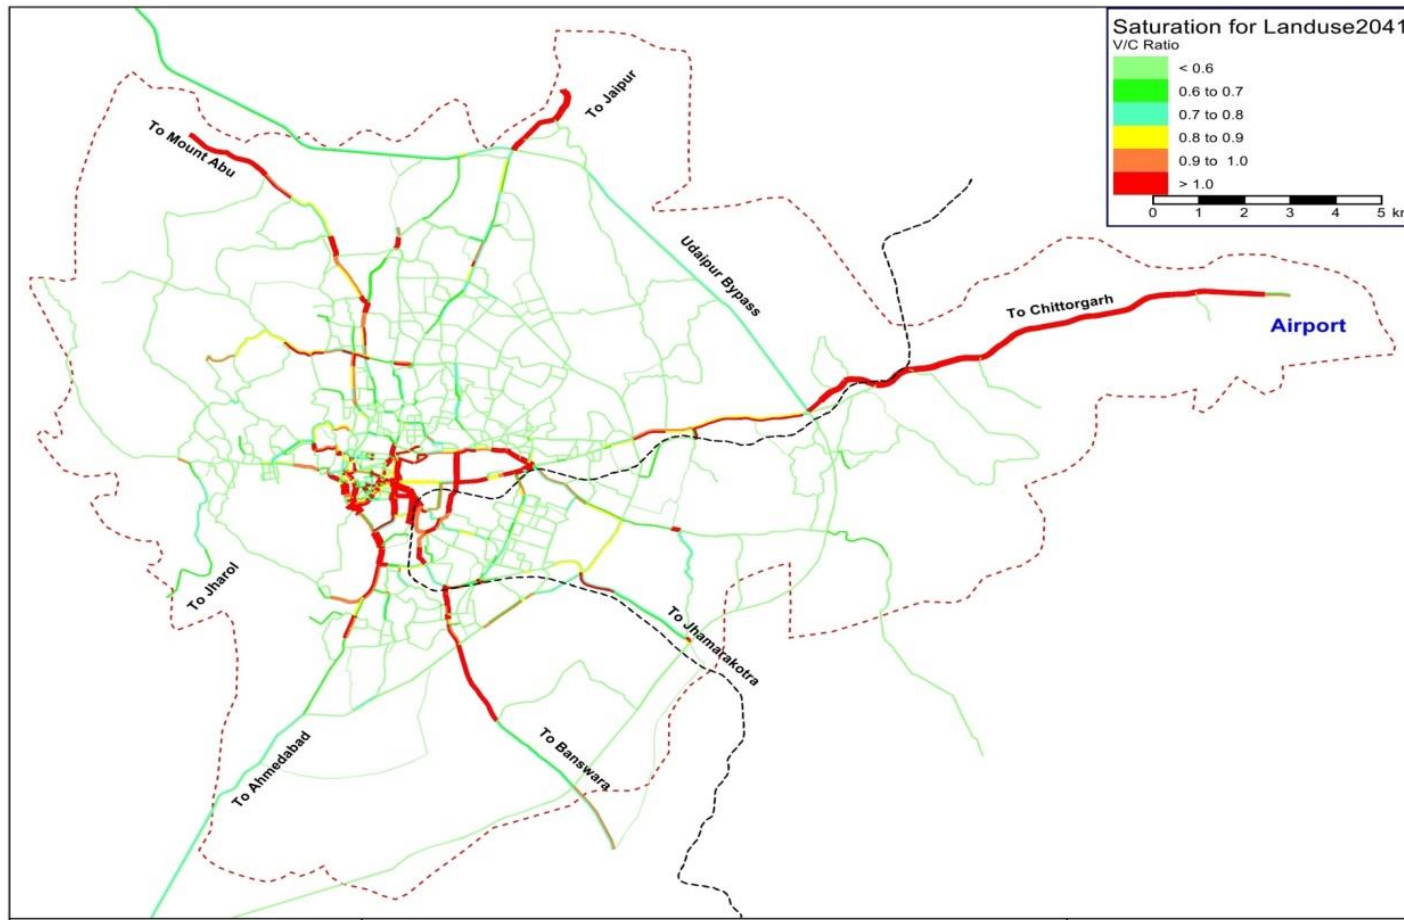 Saturation for Landuse2041
V/C Ratio
< 0.6
0.6 to 0.7
0.7 to 0.8
0.8 to 0.9
0.9 to 1.0
> 1.0
0 1 2 3 4 5 km
To Jaipur
To Mount Abu
Udaipur Bypass
To Chittorgarh
Airport
To Jharol
To Jhamarakotra
To Banswara
To Ahmedabad